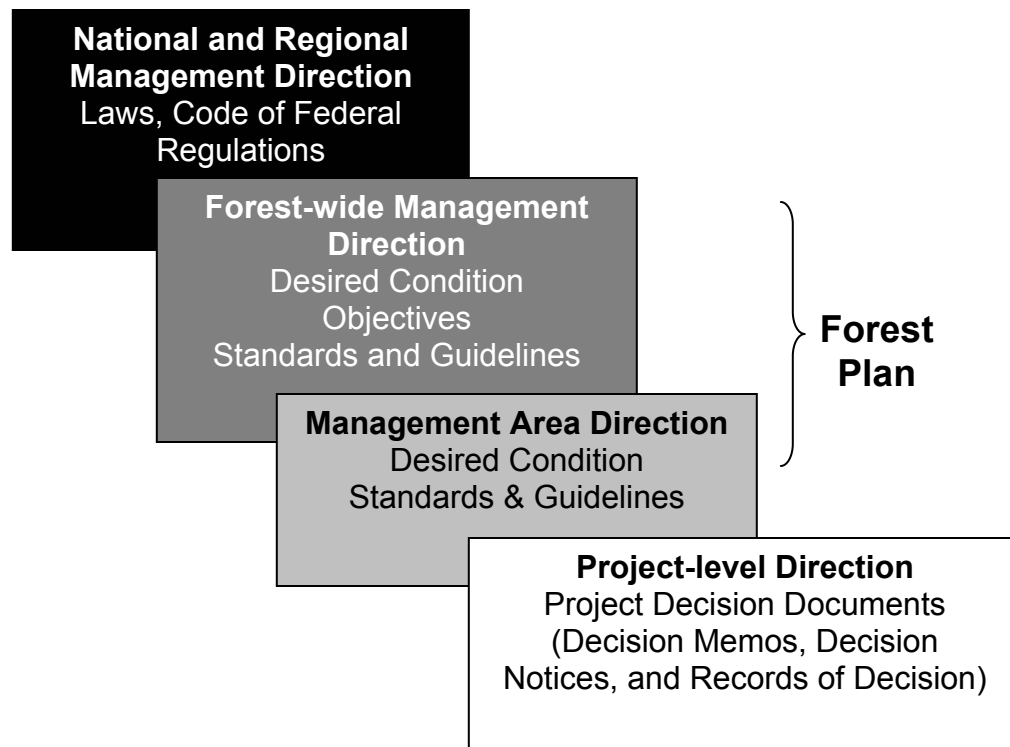 National and Regional
Management Direction
Laws, Code of Federal
Regulations
Forest-wide Management
Direction
Desired Condition
Objectives
Standards and Guidelines
Forest
Plan
Management Area Direction
Desired Condition
Standards & Guidelines
Project-level Direction
Project Decision Documents
(Decision Memos, Decision
Notices, and Records of Decision)